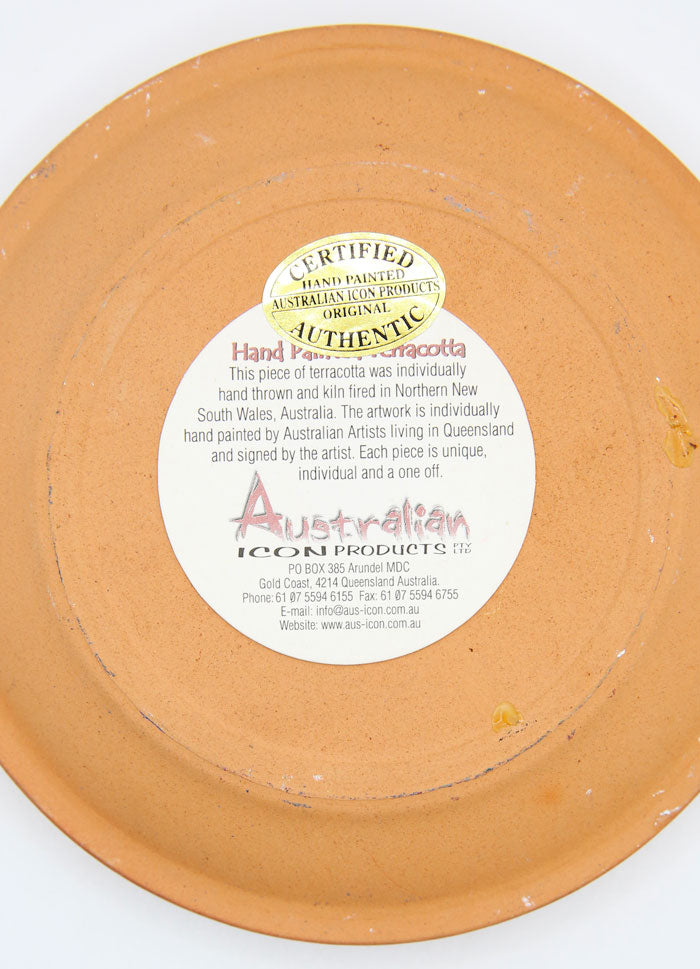 CERTIFIED
HAND PAINTED
AUSTRALIAN ICON PRODUCTS
ORIGINAL
AUTHENTIC
Hand Painted Terracotta
This piece of terracotta was individually
hand thrown and kiln fired in Northern New
South Wales, Australia. The artwork is individually
hand painted by Australian Artists living in Queensland
and signed by the artist. Each piece is unique,
individual and a one off.
Australian
ICON PRODUCTS PTY LTD
PO BOX 385 Arundel MDC
Gold Coast, 4214 Queensland Australia.
Phone: 61 07 5594 6155 Fax: 61 07 5594 6755
E-mail: info@aus-icon.com.au
Website: www.aus-icon.com.au